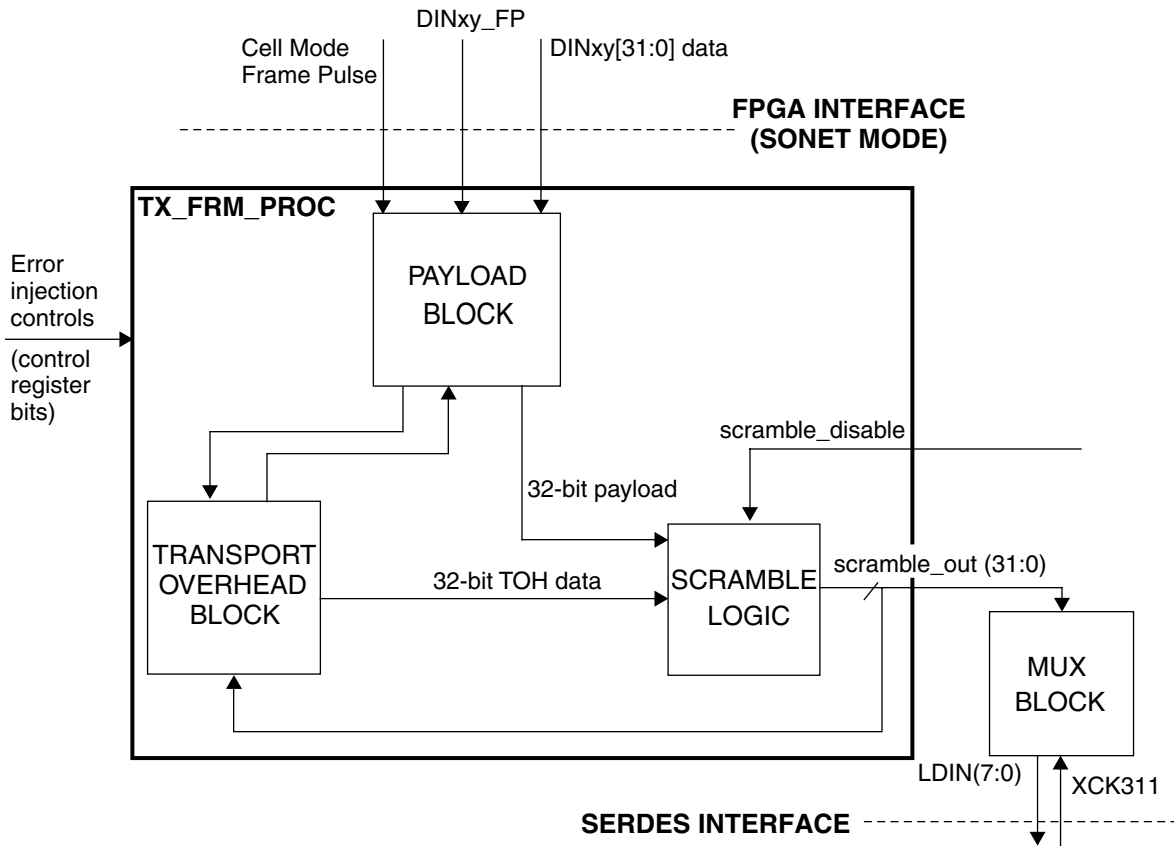 DINxy_FP
Cell Mode
Frame Pulse
DINxy[31:0] data
FPGA INTERFACE
(SONET MODE)
TX_FRM_PROC
PAYLOAD
BLOCK
Error
injection
controls
(control
register
bits)
scramble_disable
32-bit payload
TRANSPORT
OVERHEAD
BLOCK
32-bit TOH data
SCRAMBLE
LOGIC
scramble_out (31:0)
MUX
BLOCK
LDIN(7:0)
XCK311
SERDES INTERFACE